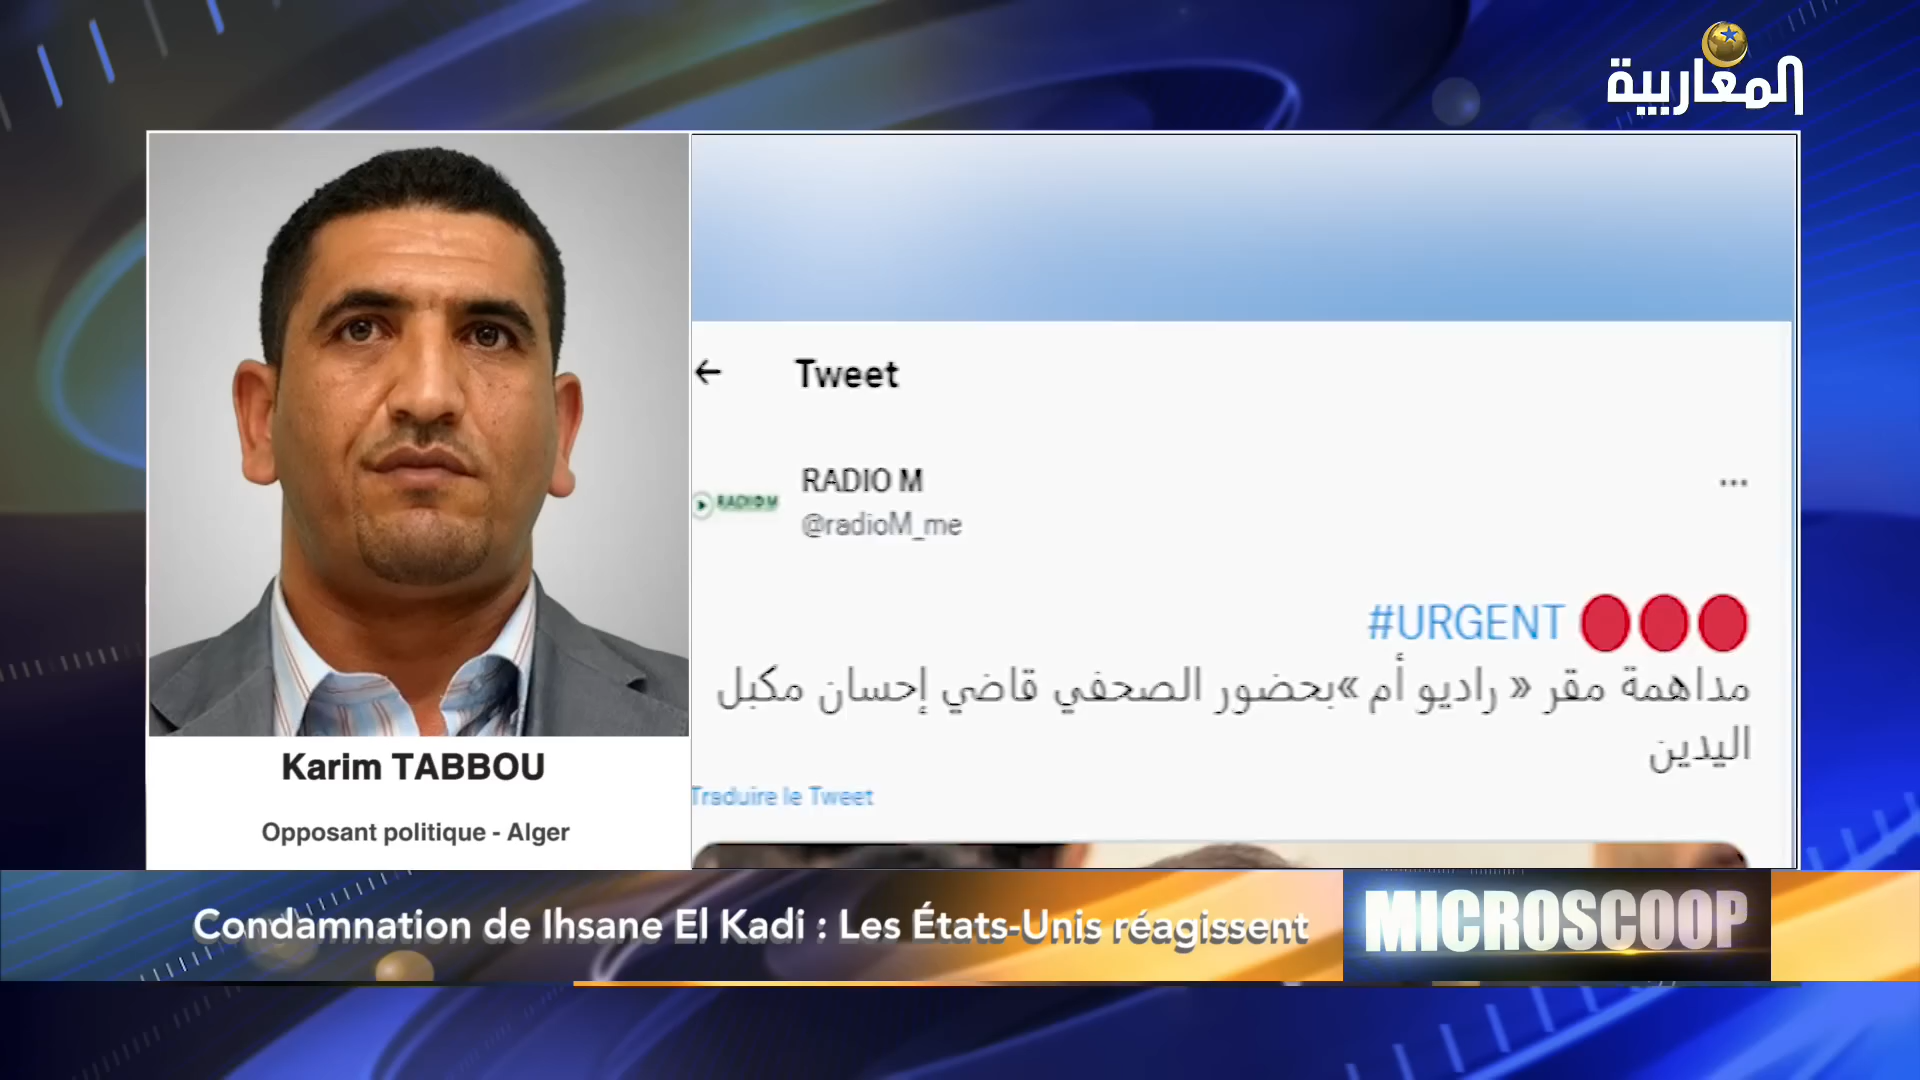 المغاربية
Tweet
RADIO M
RADIO M
@radioM_me
#URGENT
مداهمة مقر « راديو أم »بحضور الصحفي قاضي إحسان مكبل
اليدين
Traduire le Tweet
Karim TABBOU
Opposant politique - Alger
Condamnation de Ihsane El Kadi : Les États-Unis réagissent
MICROSCOOP